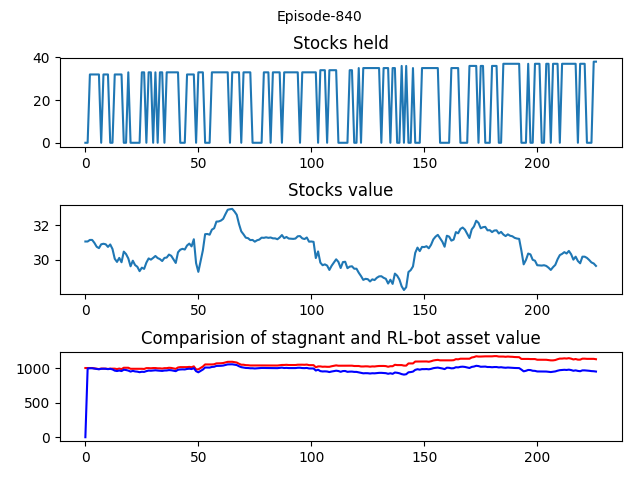 Episode-840
Stocks held
40
20
0
0 50 100 150 200
Stocks value
32
30
0 50 100 150 200
Comparision of stagnant and RL-bot asset value
1000
500
0
0 50 100 150 200